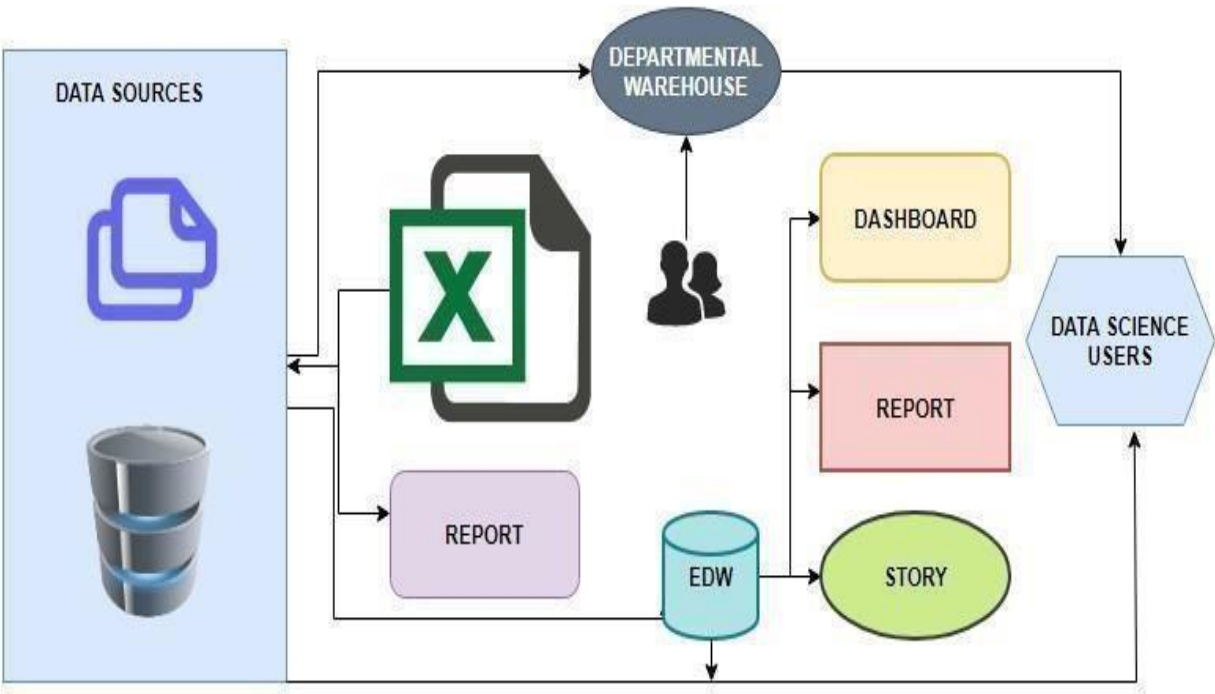 DATA SOURCES
DEPARTMENTAL
WAREHOUSE
X
DASHBOARD
DATA SCIENCE
USERS
REPORT
REPORT
EDW
STORY